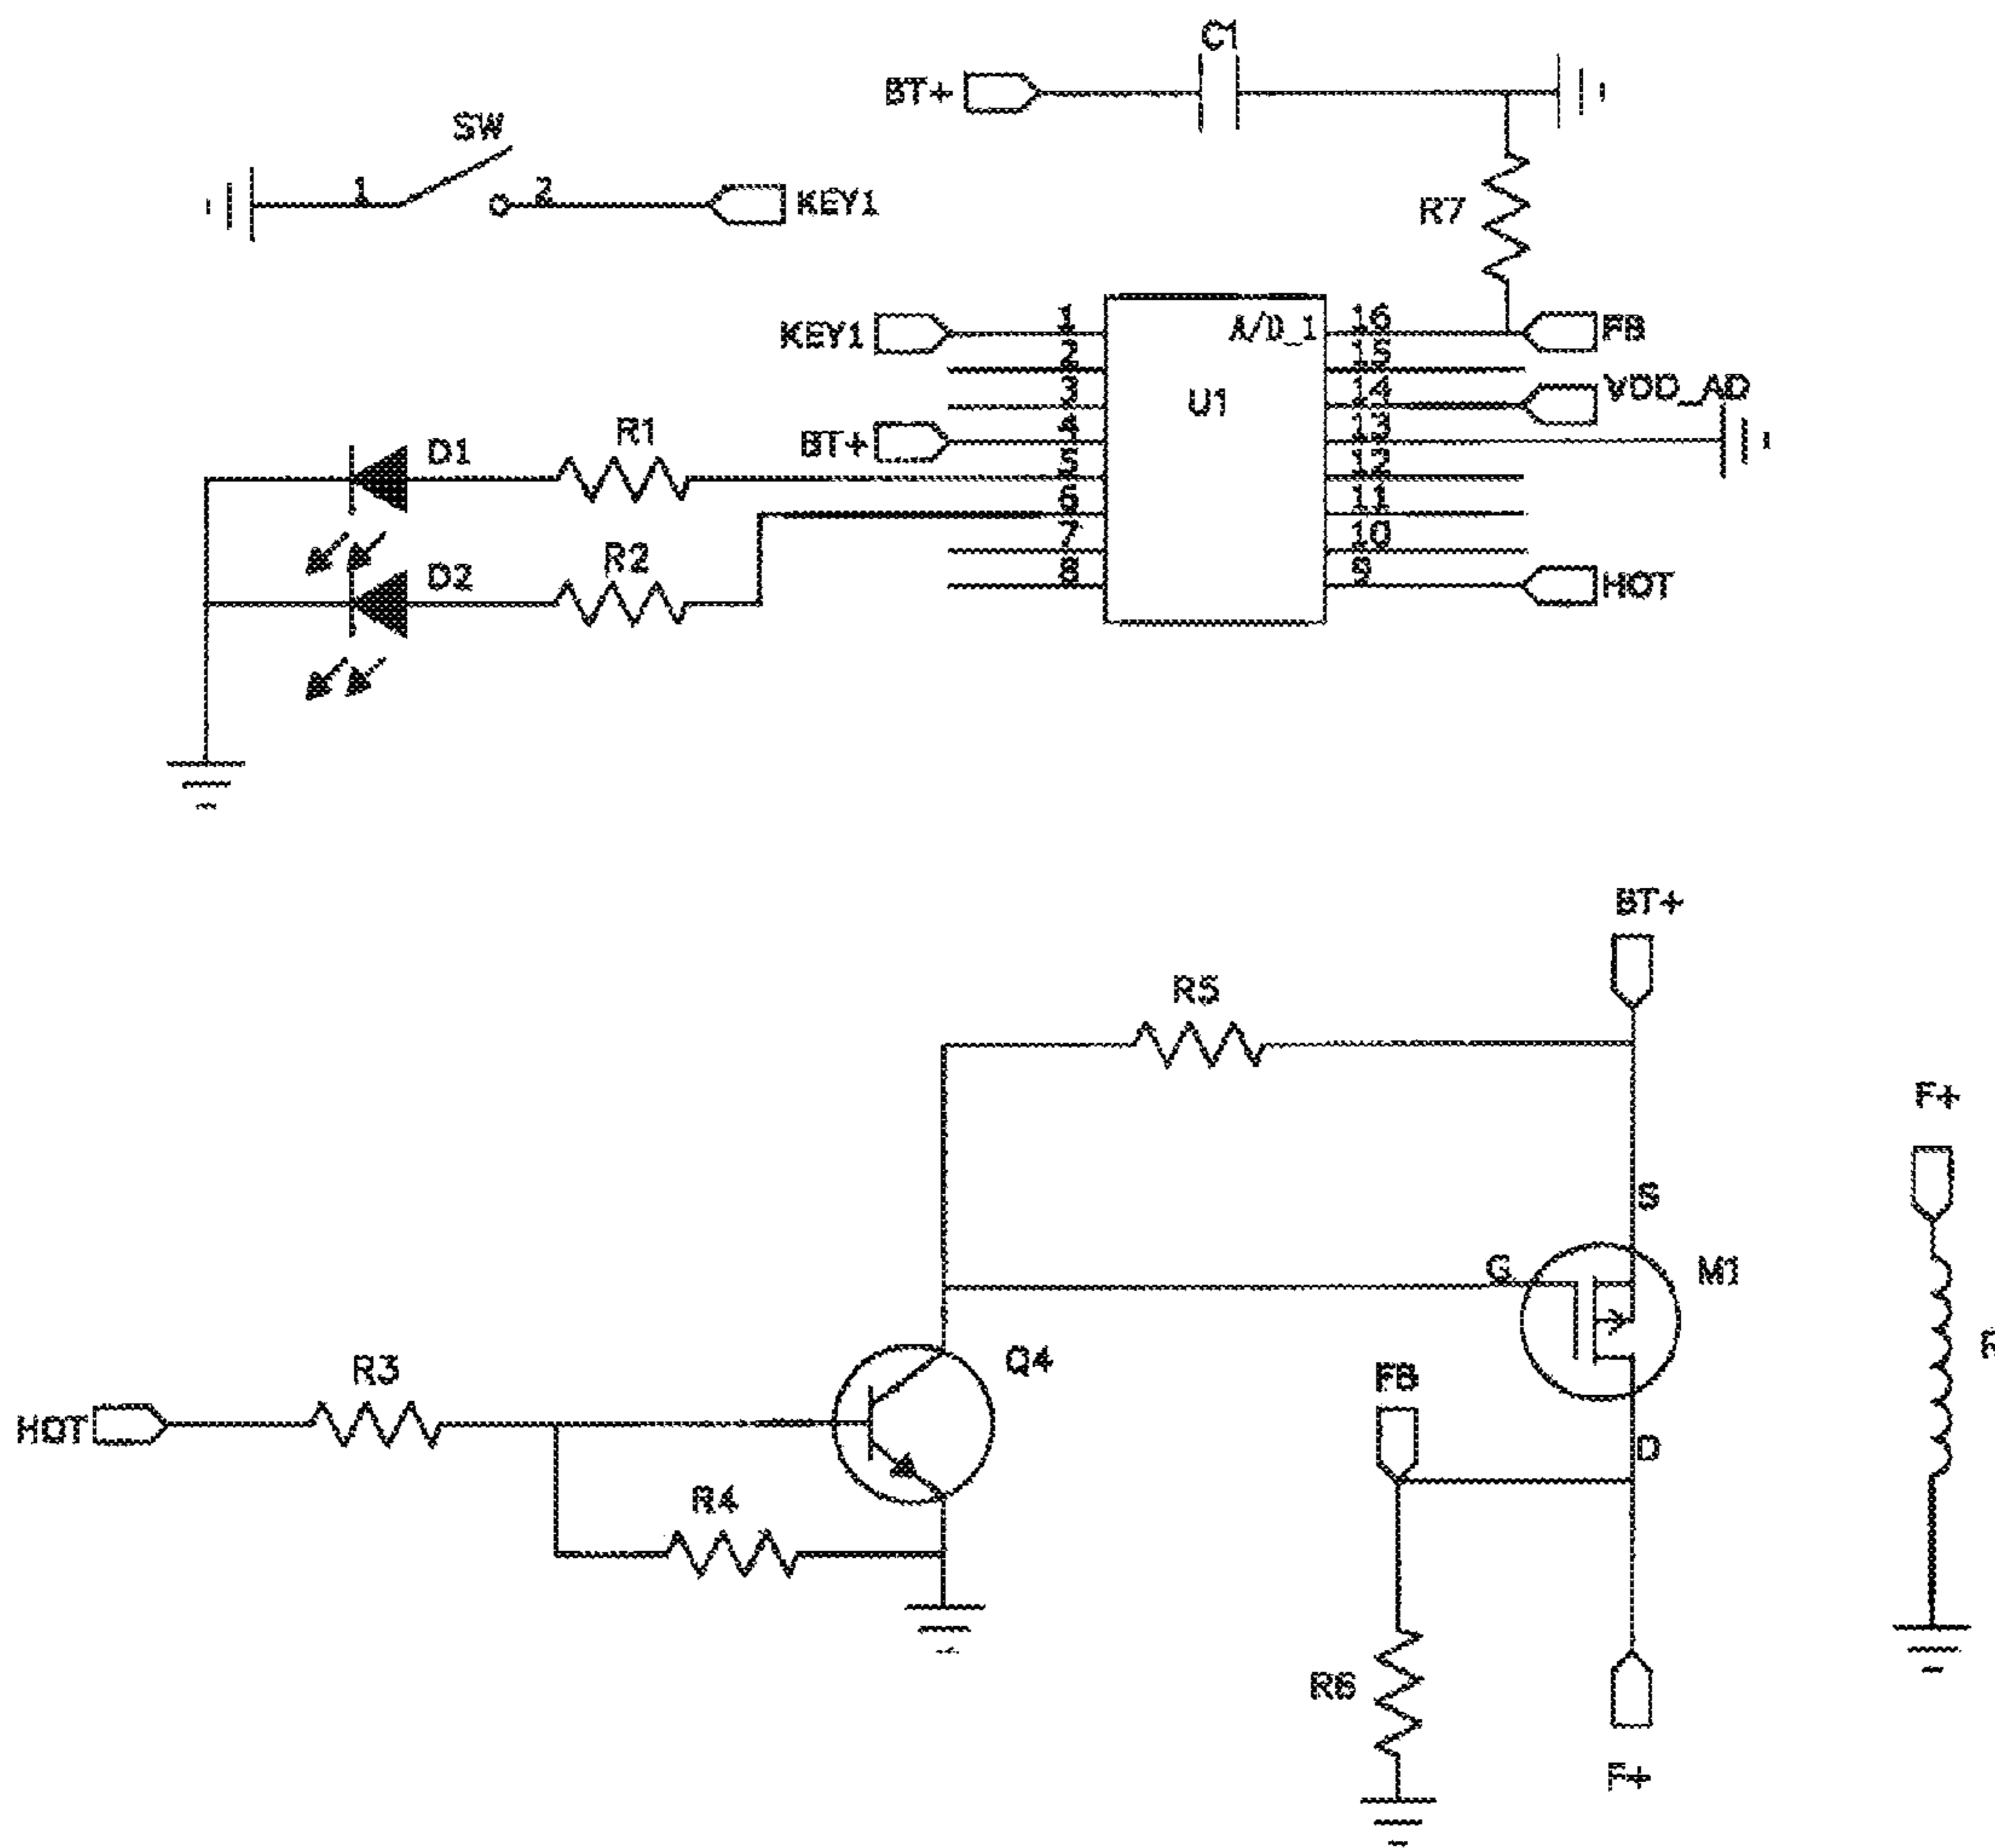 C1
BT+
SW
1
2
KEY1
R7
KEY1
1
A/D_1
16
FB
2
15
3
14
VDD_AD
U1
BT+
4
13
D1
R1
5
12
6
11
D2
R2
7
10
8
9
HOT
BT+
R5
F+
S
G
M1
R
HOT
R3
Q4
FB
D
R4
R6
F+